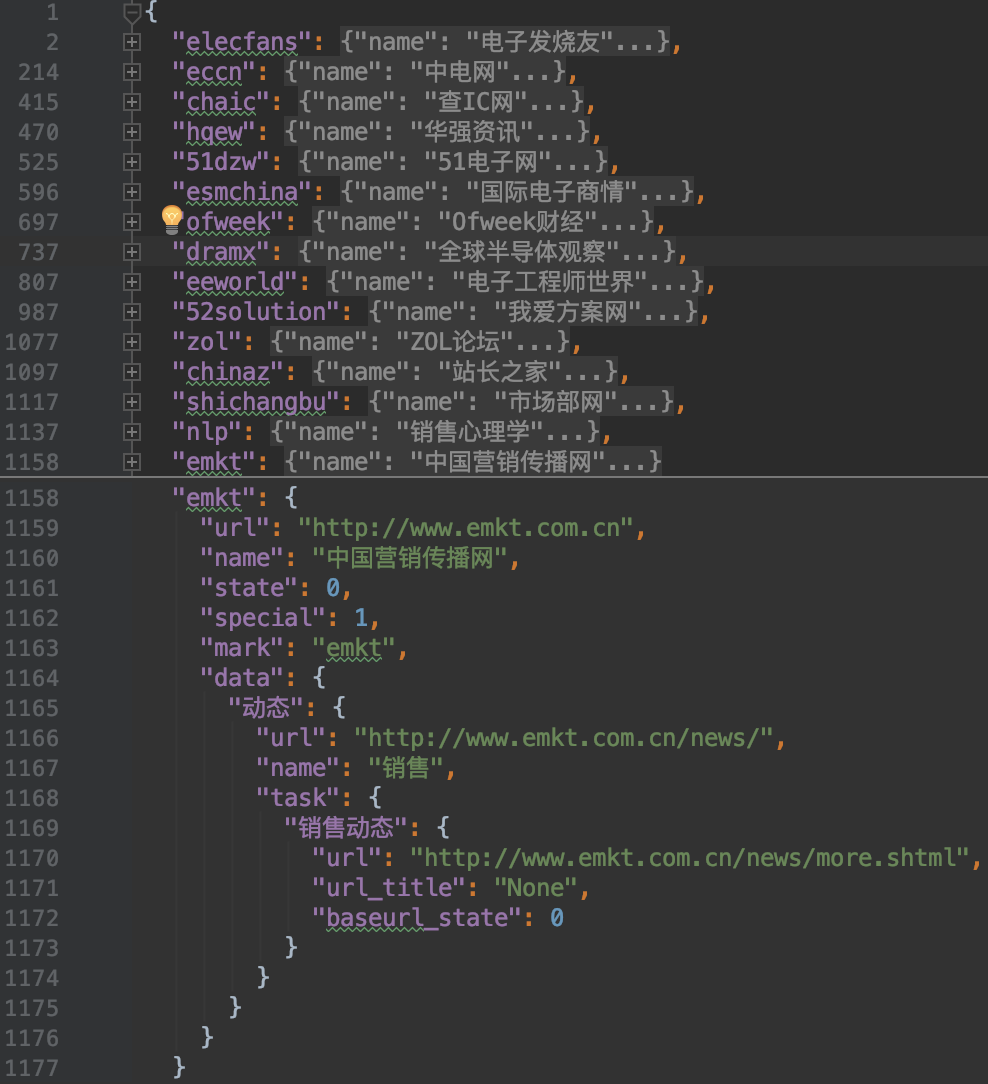 1 {
2 "elecfans": {"name": "电子发烧友"...},
214 "eccn": {"name": "中电网"...},
415 "chaic": {"name": "查IC网"...},
470 "hqew": {"name": "华强资讯"...},
525 "51dzw": {"name": "51电子网"...},
596 "esmchina": {"name": "国际电子商情"...},
697 "ofweek": {"name": "Ofweek财经"...},
737 "dramx": {"name": "全球半导体观察"...},
807 "eeworld": {"name": "电子工程师世界"...},
987 "52solution": {"name": "我爱方案网"...},
1077 "zol": {"name": "ZOL论坛"...},
1097 "chinaz": {"name": "站长之家"...},
1117 "shichangbu": {"name": "市场部网"...},
1137 "nlp": {"name": "销售心理学"...},
1158 "emkt": {"name": "中国营销传播网"...}
1158 "emkt": {
1159 "url": "http://www.emkt.com.cn",
1160 "name": "中国营销传播网",
1161 "state": 0,
1162 "special": 1,
1163 "mark": "emkt",
1164 "data": {
1165 "动态": {
1166 "url": "http://www.emkt.com.cn/news/",
1167 "name": "销售",
1168 "task": {
1169 "销售动态": {
1170 "url": "http://www.emkt.com.cn/news/more.shtml",
1171 "url_title": "None",
1172 "baseurl_state": 0
1173 }
1174 }
1175 }
1176 }
1177 }